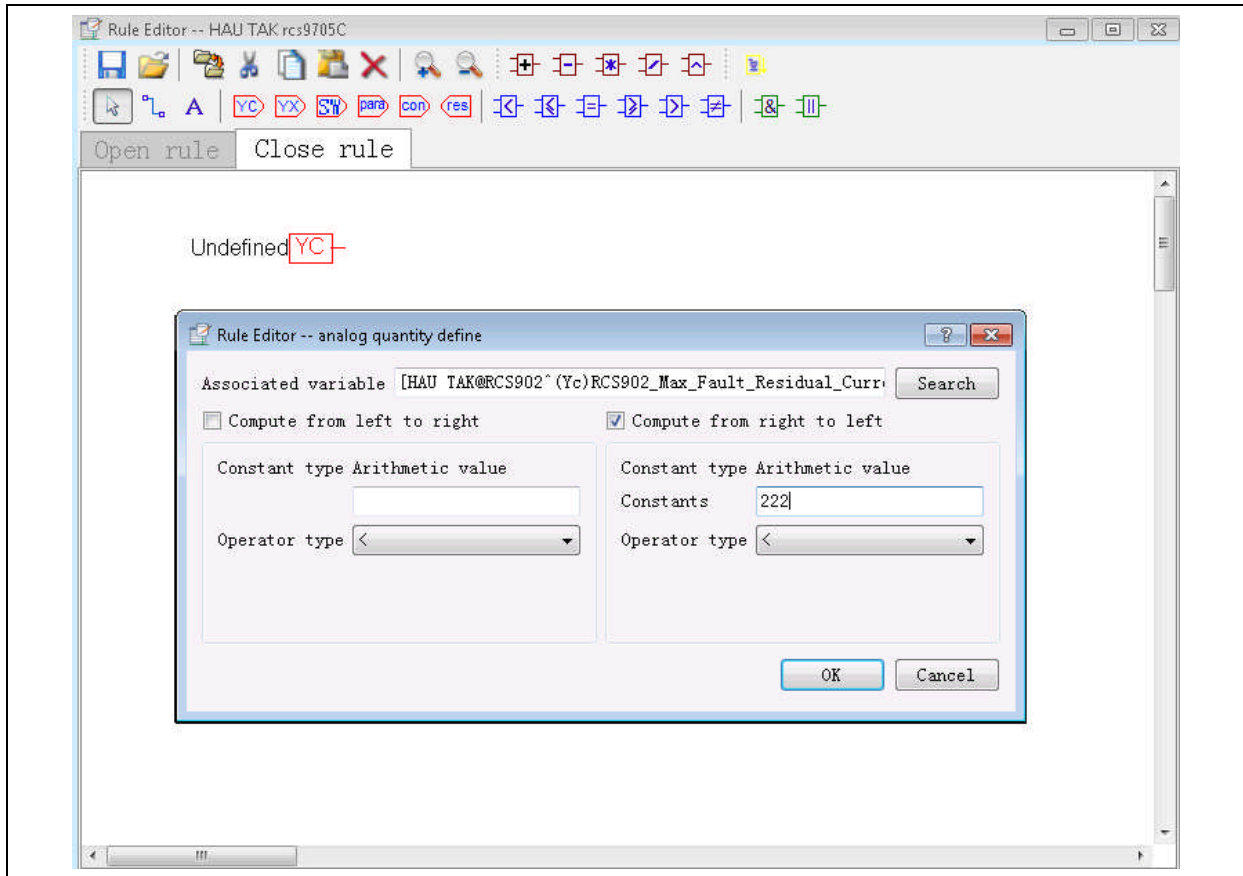 Rule Editor -- HAU TAK rcs9705C
A YC YX SW para con res < = > ≠ & ||
Open rule Close rule
Undefined YC
Rule Editor -- analog quantity define
Associated variable [HAU TAK@RCS902^(Yc)RCS902_Max_Fault_Residual_Curr Search
Compute from left to right Compute from right to left
Constant type Arithmetic value Constant type Arithmetic value
Constants 222
Operator type < Operator type <
OK Cancel